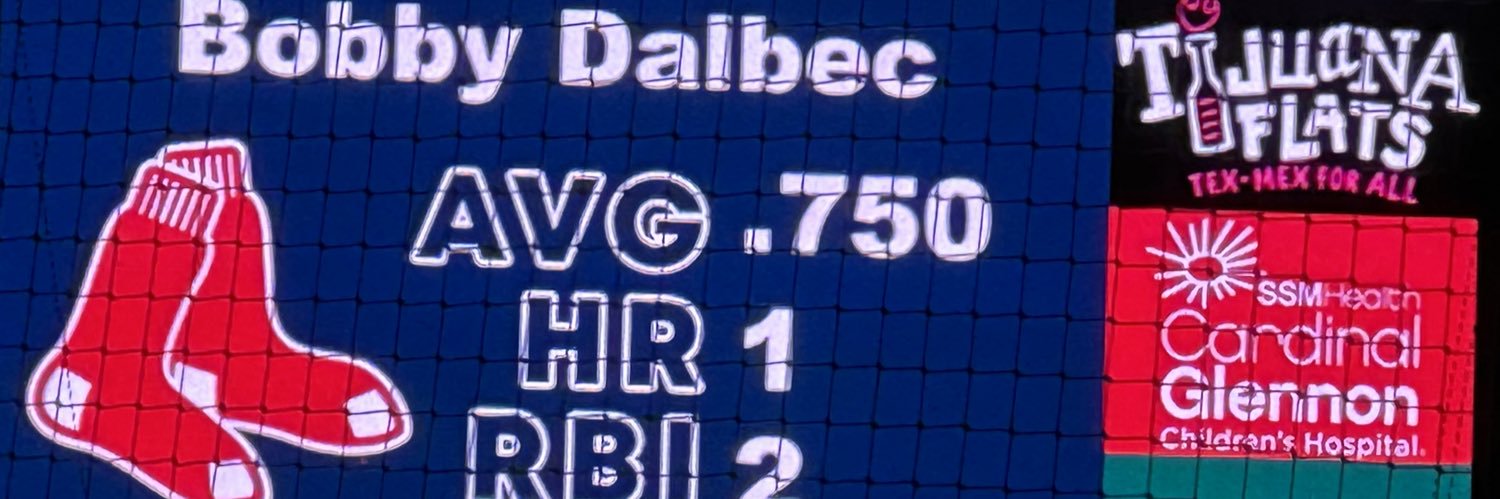 Bobby Dalbec
AVG .750
HR 1
RBI 2
TIJUANA
FLATS
TEX-MEX FOR ALL
SSMHealth
Cardinal
Glennon
Children's Hospital.